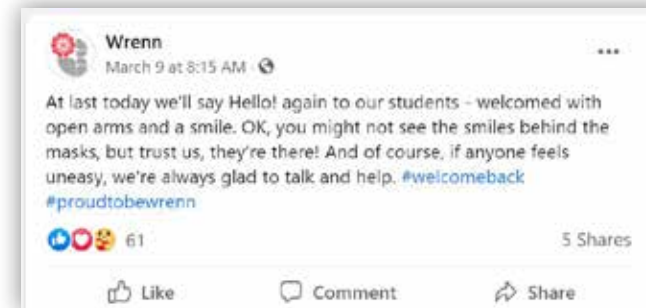 Wrenn
March 9 at 8:15 AM
At last today we'll say Hello! again to our students - welcomed with
open arms and a smile. OK, you might not see the smiles behind the
masks, but trust us, they're there! And of course, if anyone feels
uneasy, we're always glad to talk and help. #welcomeback
#proudtobewrenn
61
5 Shares
Like Comment Share